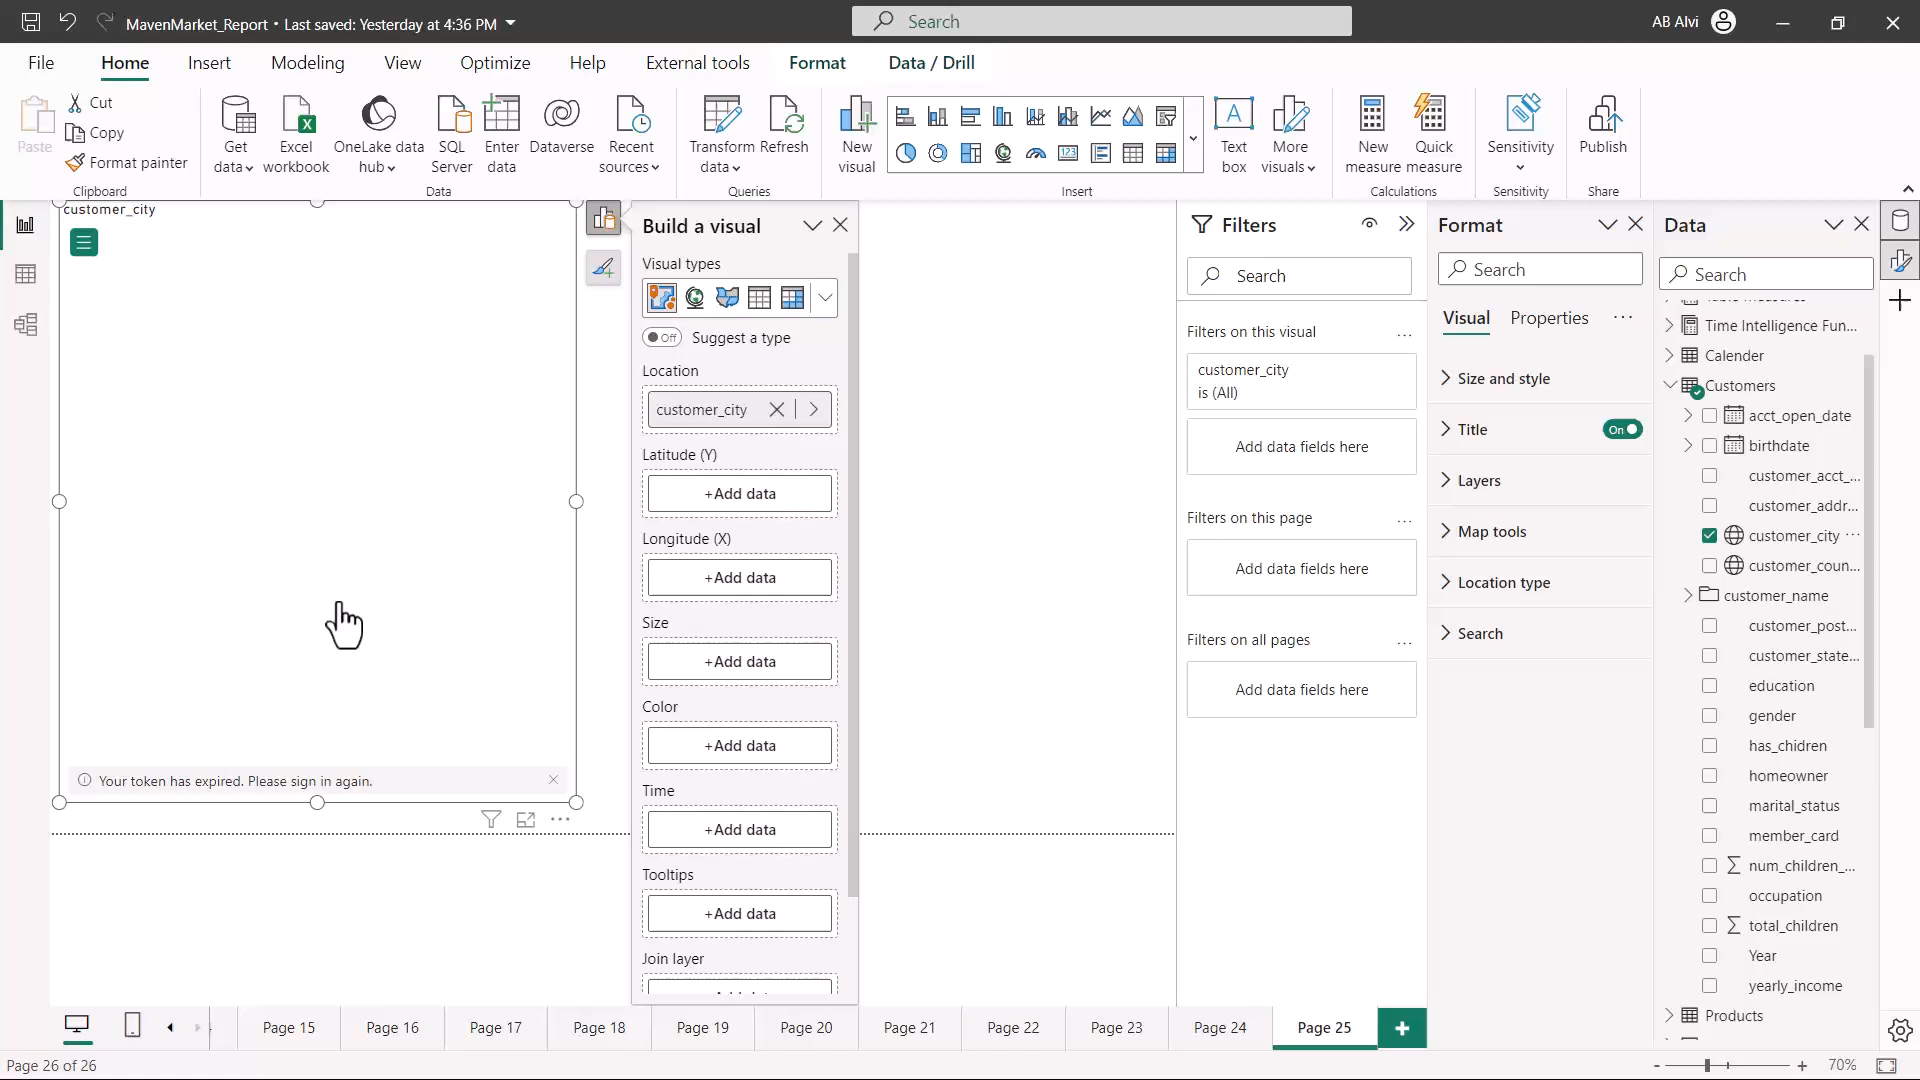 MavenMarket_Report • Last saved: Yesterday at 4:36 PM
Search
AB Alvi
File
Home
Insert
Modeling
View
Optimize
Help
External tools
Format
Data / Drill
Paste
Cut
Copy
Format painter
Clipboard
Get
data
Excel
workbook
OneLake data
hub
SQL
Server
Enter
data
Dataverse
Recent
sources
Data
Transform
data
Refresh
Queries
New
visual
123
Insert
A
Text
box
More
visuals
New
measure
Quick
measure
Calculations
Sensitivity
Sensitivity
Publish
Share
customer_city
Your token has expired. Please sign in again.
Build a visual
Visual types
Off
Suggest a type
Location
customer_city
Latitude (Y)
+Add data
Longitude (X)
+Add data
Size
+Add data
Color
+Add data
Time
+Add data
Tooltips
+Add data
Join layer
Filters
Search
Filters on this visual
...
customer_city
is (All)
Add data fields here
Filters on this page
...
Add data fields here
Filters on all pages
...
Add data fields here
Format
Search
Visual
Properties
...
Size and style
Title
On
Layers
Map tools
Location type
Search
Data
Search
Time Intelligence Fun...
Calender
Customers
acct_open_date
birthdate
customer_acct_...
customer_addr...
customer_city
...
customer_coun...
customer_name
customer_post...
customer_state...
education
gender
has_chidren
homeowner
marital_status
member_card
num_children_...
occupation
total_children
Year
yearly_income
Products
Page 15
Page 16
Page 17
Page 18
Page 19
Page 20
Page 21
Page 22
Page 23
Page 24
Page 25
+
Page 26 of 26
-
+
70%